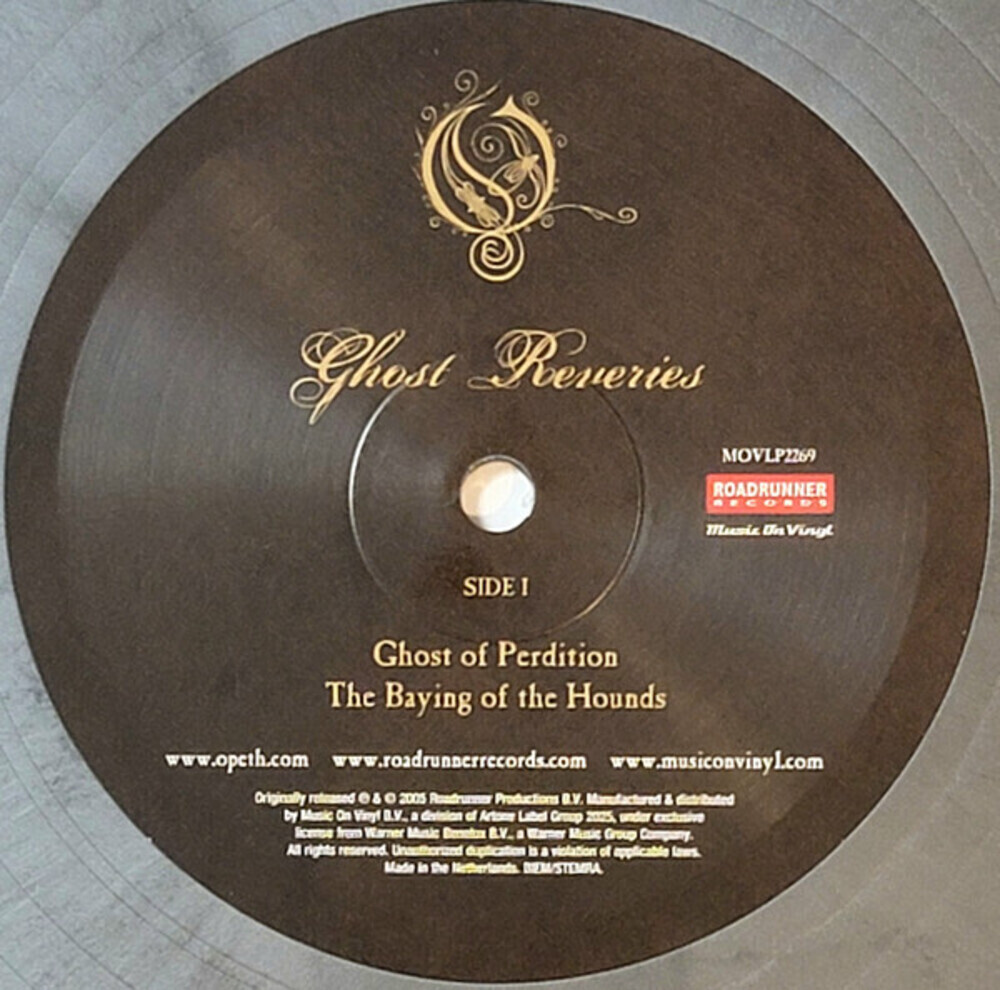 Ghost Reveries
MOVLP2269
ROADRUNNER
RECORDS
Music On Vinyl
SIDE 1
Ghost of Perdition
The Baying of the Hounds
www.opeth.com www.roadrunnerrecords.com www.musiconvinyl.com
Originally released ℗ & © 2005 Roadrunner Productions B.V. Manufactured & distributed
by Music On Vinyl B.V., a division of Artone Label Group 2025, under exclusive
license from Warner Music Benelux B.V., a Warner Music Group Company.
All rights reserved. Unauthorized duplication is a violation of applicable laws.
Made in the Netherlands. BIEM/STEMRA.